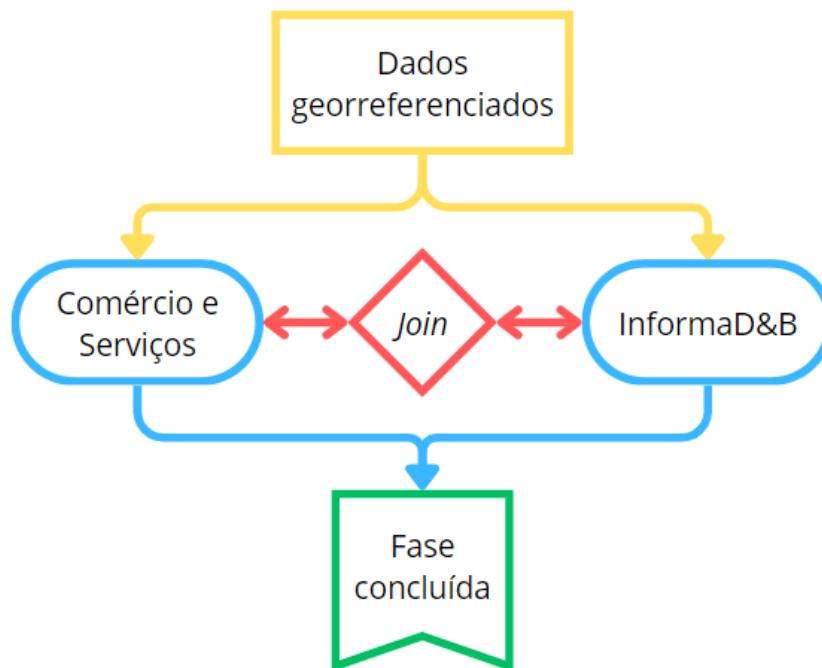 Dados
georreferenciados
Comércio e
Serviços
Join
InformaD&B
Fase
concluída